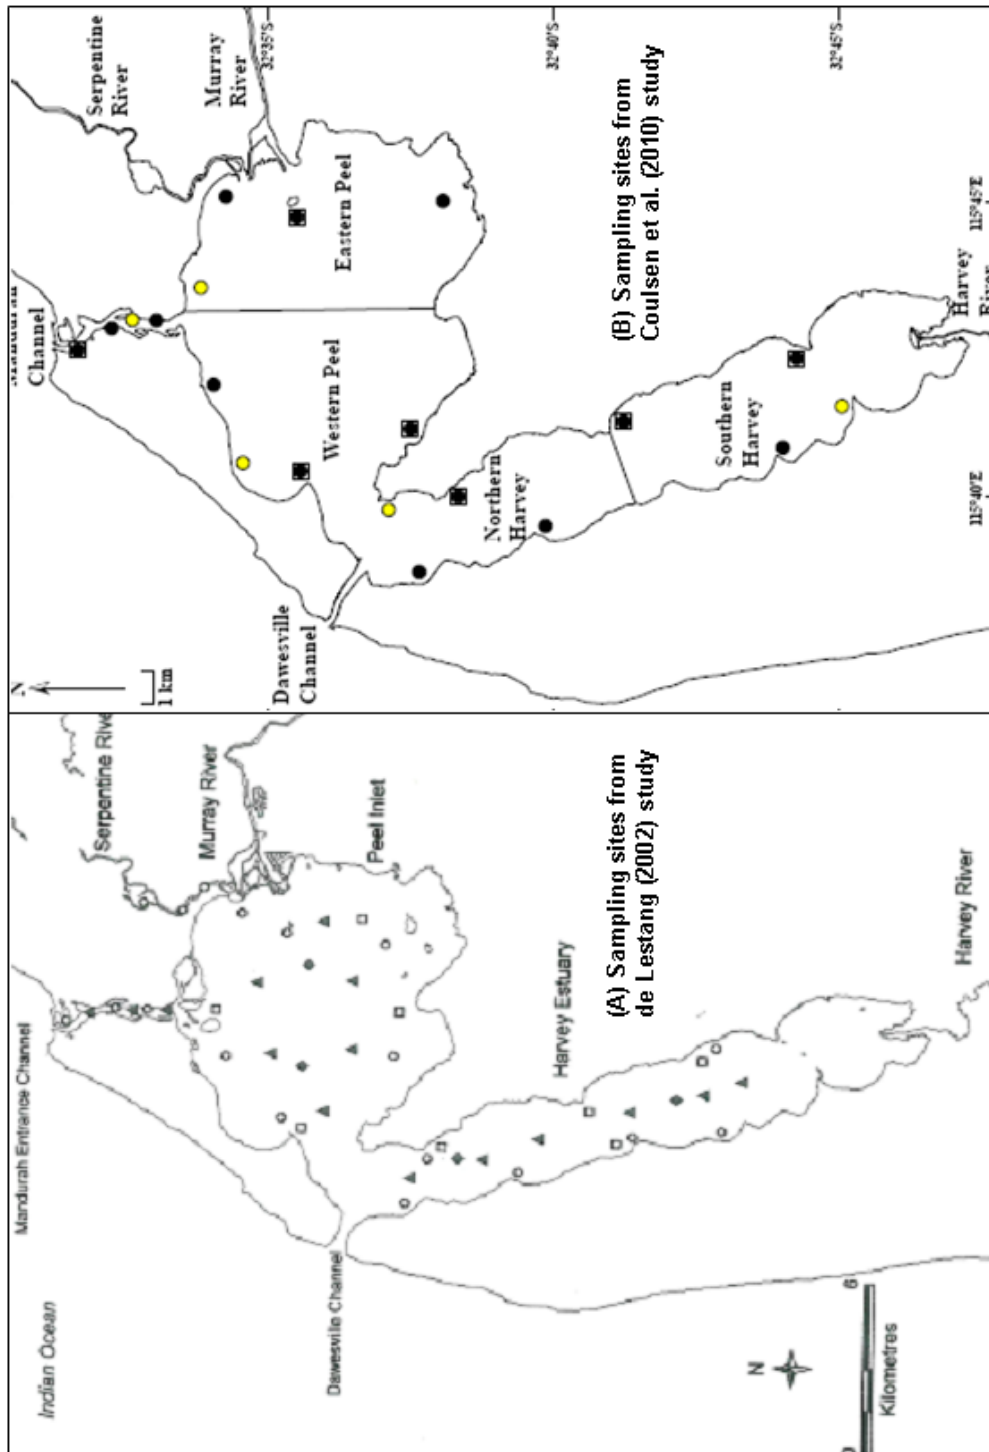 Indian Ocean
Mandurah Entrance Channel
Serpentine Rive
Murray River
Peel Inlet
Dawesville Channel
Harvey Estuary
Harvey River
(A) Sampling sites from
de Lestang (2002) study
N
6
Kilometres
N
1 km
Channel
Serpentine
River
Murray
River
32°35'S
32°40'S
32°45'S
Eastern Peel
Western Peel
Dawesville
Channel
Northern
Harvey
Southern
Harvey
Harvey
River
115°40'E
115°45'E
(B) Sampling sites from
Coulsen et al. (2010) study